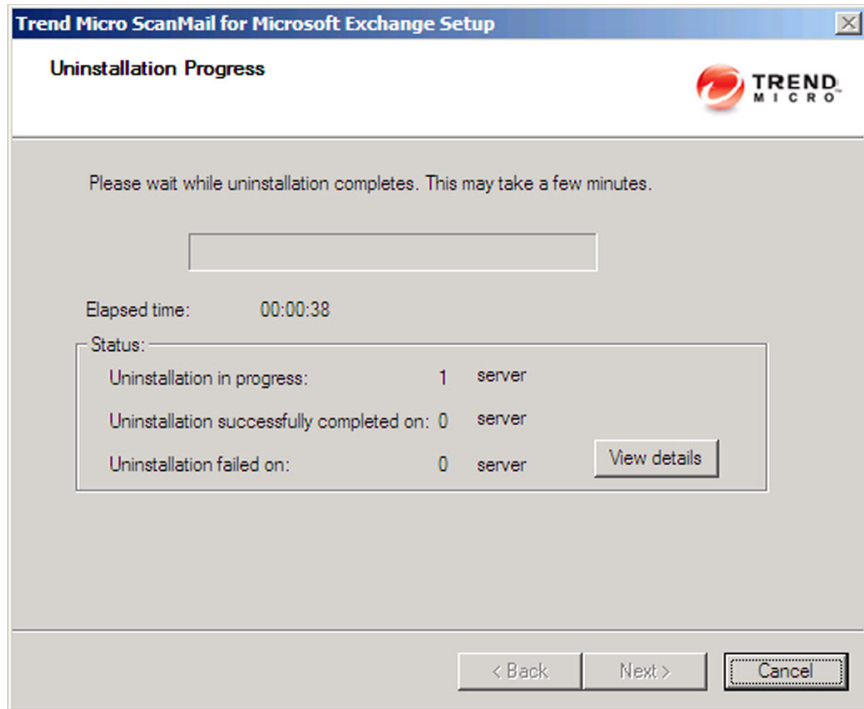 Trend Micro ScanMail for Microsoft Exchange Setup
Uninstallation Progress
TREND
MICRO™
Please wait while uninstallation completes. This may take a few minutes.
Elapsed time: 00:00:38
Status:
Uninstallation in progress: 1 server
Uninstallation successfully completed on: 0 server
Uninstallation failed on: 0 server
View details
< Back Next > Cancel